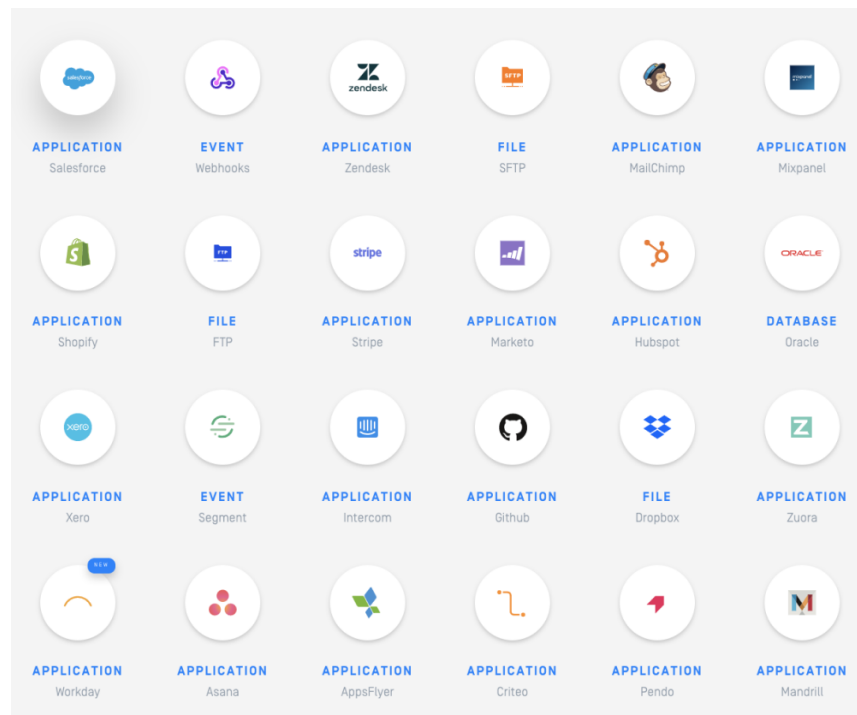 salesforce
zendesk
SFTP
mixpanel
APPLICATION EVENT APPLICATION FILE APPLICATION APPLICATION
Salesforce Webhooks Zendesk SFTP MailChimp Mixpanel
FTP
stripe
ORACLE
APPLICATION FILE APPLICATION APPLICATION APPLICATION DATABASE
Shopify FTP Stripe Marketo Hubspot Oracle
xero
APPLICATION EVENT APPLICATION APPLICATION FILE APPLICATION
Xero Segment Intercom Github Dropbox Zuora
NEW
APPLICATION APPLICATION APPLICATION APPLICATION APPLICATION APPLICATION
Workday Asana AppsFlyer Criteo Pendo Mandrill